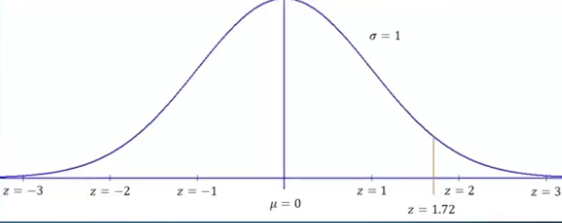 σ = 1
z = −3
z = −2
z = −1
μ = 0
z = 1
z = 2
z = 3
z = 1.72